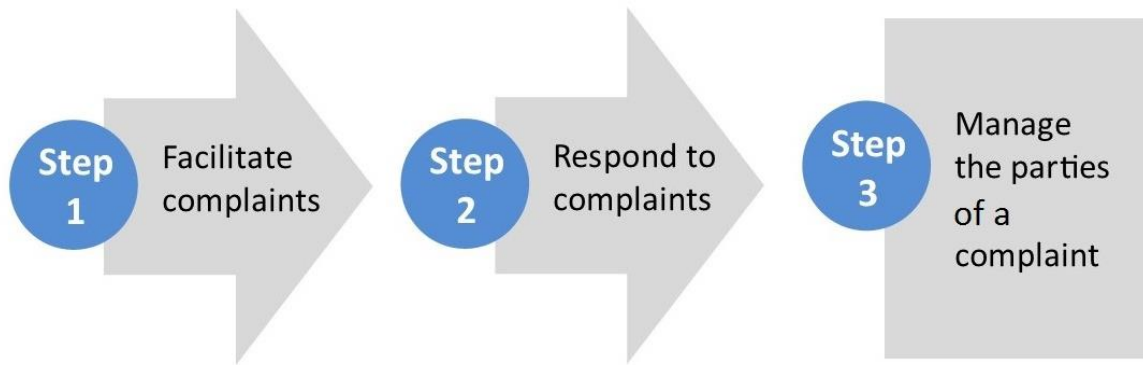 Step
1
Facilitate
complaints
Step
2
Respond to
complaints
Step
3
Manage
the parties
of a
complaint